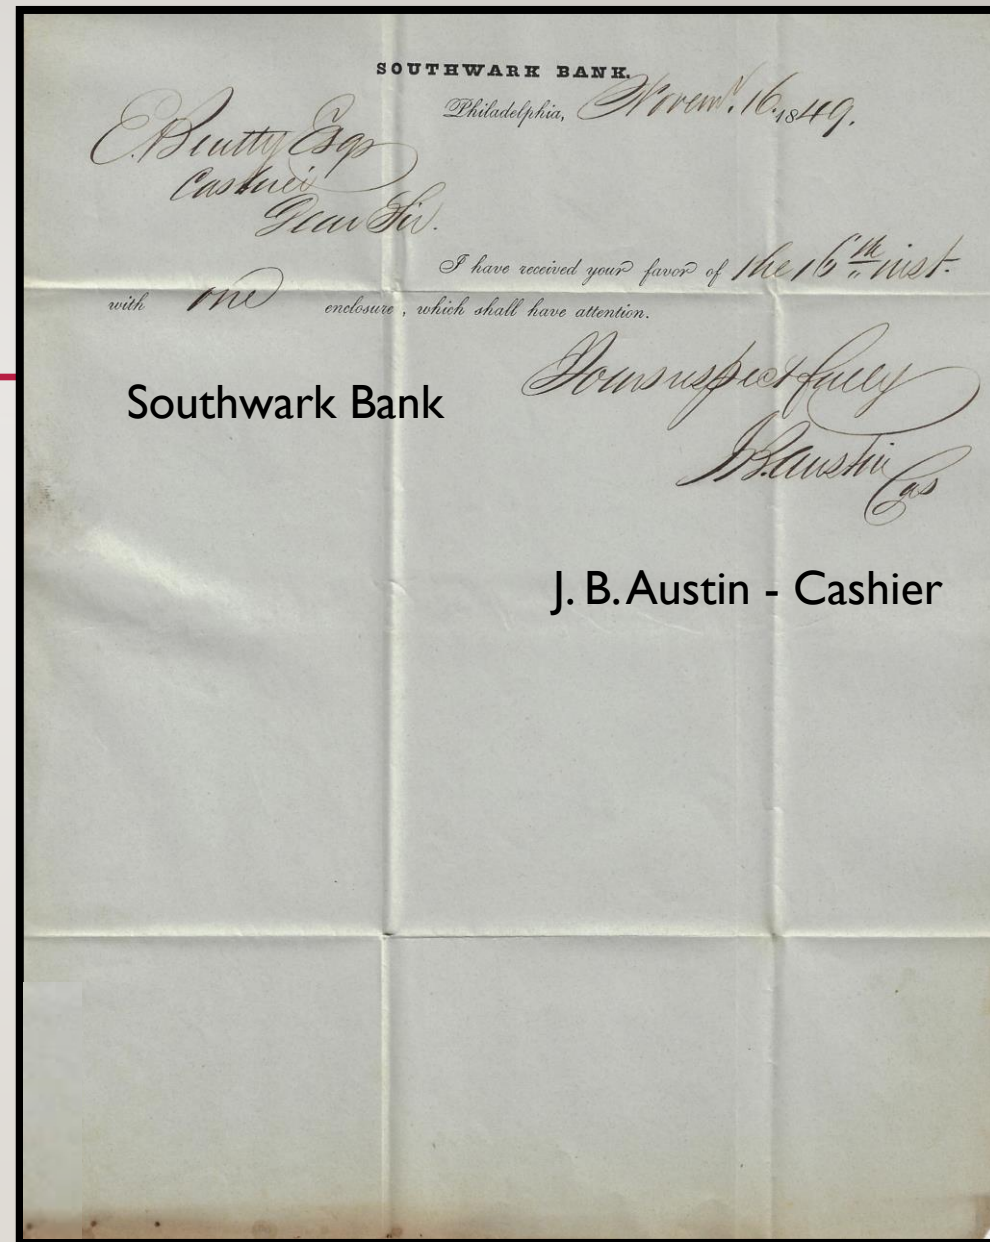 SOUTHWARK BANK.
Philadelphia, Novemr. 16. 1849.
E. Beatty Esqr
Cashier
Dear Sir.
I have received your favor of the 16th inst.
with one enclosure, which shall have attention.
Yours respectfully
Southwark Bank
J B. Austin
Cas
J. B. Austin - Cashier